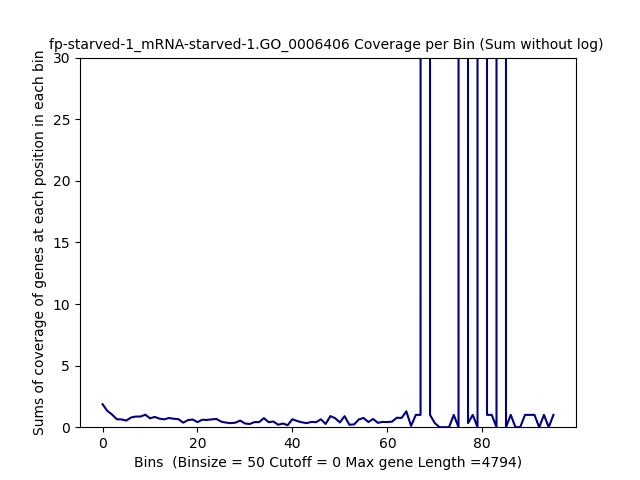 fp-starved-1_mRNA-starved-1.GO_0006406 Coverage per Bin (Sum without log)
Sums of coverage of genes at each position in each bin
30
25
20
15
10
5
0
0 20 40 60 80
Bins  (Binsize = 50 Cutoff = 0 Max gene Length =4794)